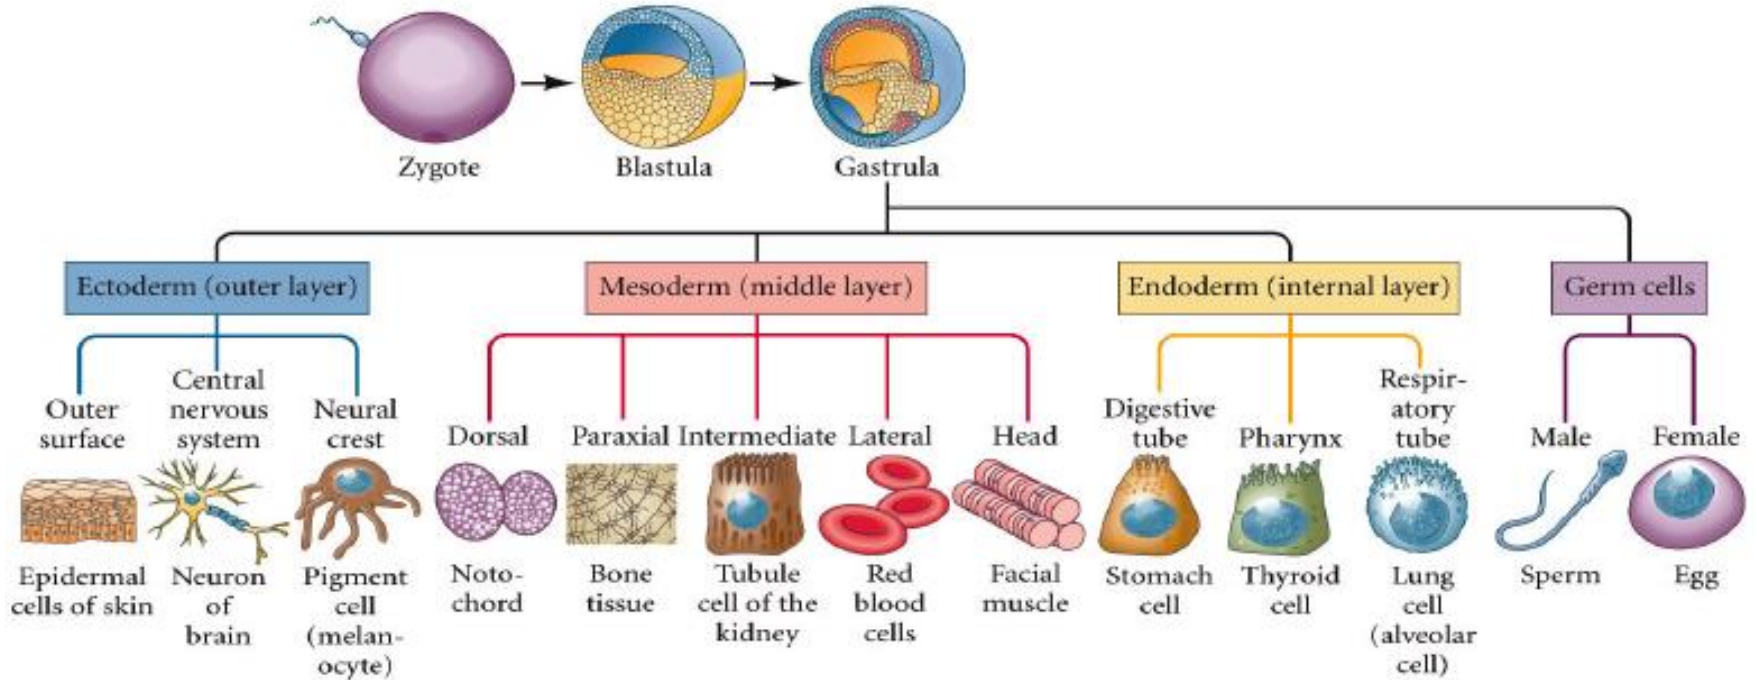 Zygote
Blastula
Gastrula
Ectoderm (outer layer)
Mesoderm (middle layer)
Endoderm (internal layer)
Germ cells
Outer
surface
Central
nervous
system
Neural
crest
Dorsal
Paraxial
Intermediate
Lateral
Head
Digestive
tube
Pharynx
Respir-
atory
tube
Male
Female
Epidermal
cells of skin
Neuron
of
brain
Pigment
cell
(melan-
ocyte)
Noto-
chord
Bone
tissue
Tubule
cell of the
kidney
Red
blood
cells
Facial
muscle
Stomach
cell
Thyroid
cell
Lung
cell
(alveolar
cell)
Sperm
Egg